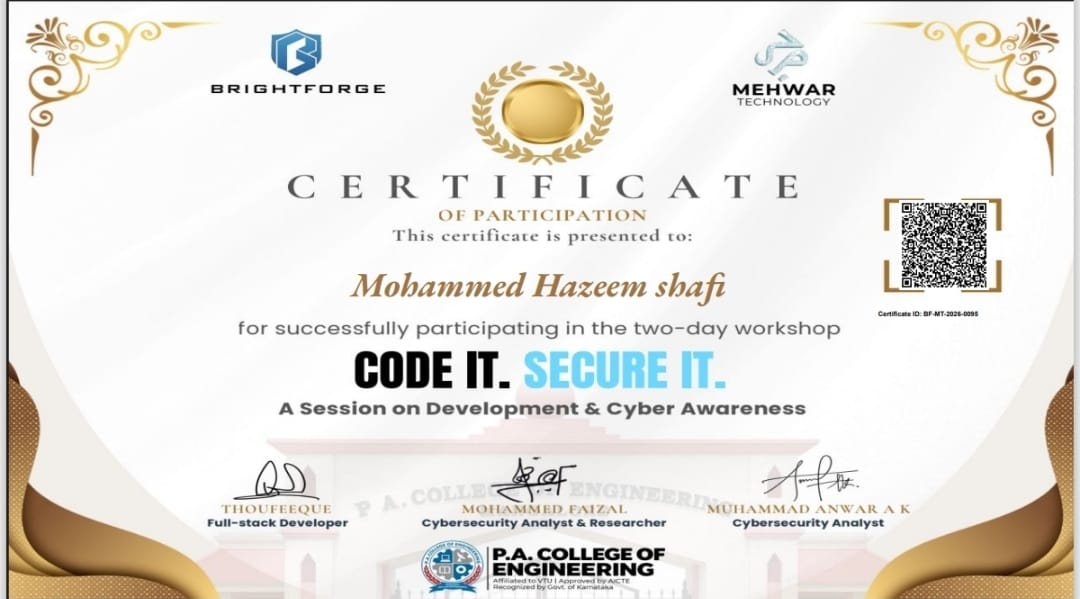 BRIGHTFORGE
MEHWAR
TECHNOLOGY
CERTIFICATE
OF PARTICIPATION
This certificate is presented to:
Mohammed Hazeem shafi
Certificate ID: BF-MT-2026-0095
for successfully participating in the two-day workshop
CODE IT. SECURE IT.
A Session on Development & Cyber Awareness
P. A. COLLEGE OF ENGINEERING
THOUFEEQUE
Full-stack Developer
MOHAMMED FAIZAL
Cybersecurity Analyst & Researcher
MUHAMMAD ANWAR A K
Cybersecurity Analyst
P.A. COLLEGE OF
ENGINEERING
Affiliated to VTU | Approved by AICTE
Recognized by Govt. of Karnataka